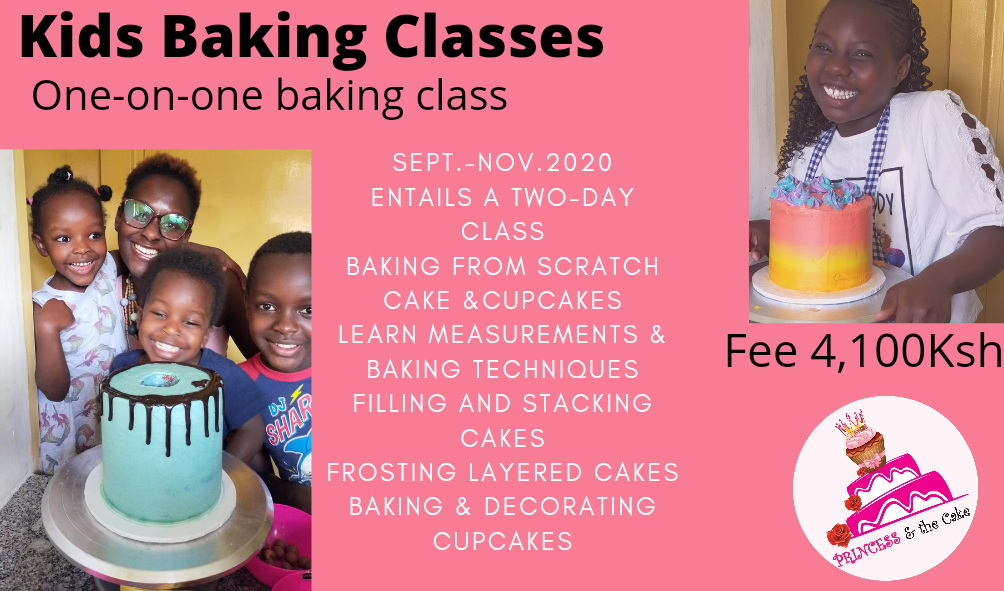 Kids Baking Classes
One-on-one baking class
SEPT.-NOV.2020
ENTAILS A TWO-DAY
CLASS
BAKING FROM SCRATCH
CAKE &CUPCAKES
LEARN MEASUREMENTS &
BAKING TECHNIQUES
FILLING AND STACKING
CAKES
FROSTING LAYERED CAKES
BAKING & DECORATING
CUPCAKES
Fee 4,100Ksh
PRINCESS & the Cake
DJ
SHAR